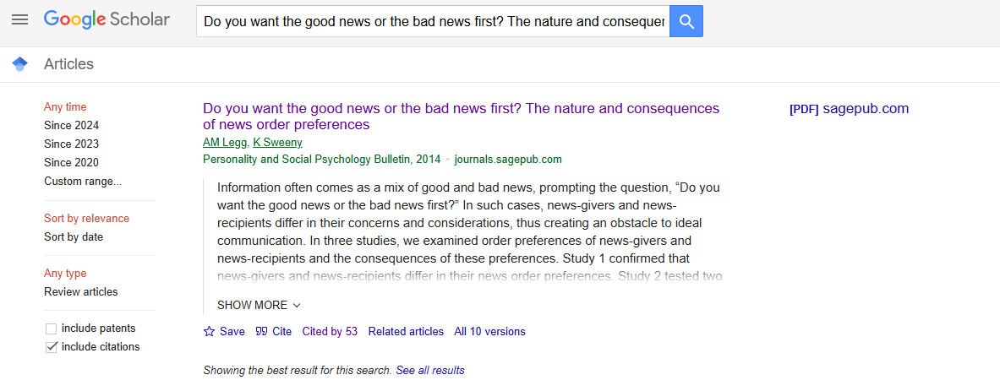 Google Scholar
Do you want the good news or the bad news first? The nature and consequen
Articles
Any time
Since 2024
Since 2023
Since 2020
Custom range...
Sort by relevance
Sort by date
Any type
Review articles
include patents
include citations
Do you want the good news or the bad news first? The nature and consequences
of news order preferences
AM Legg, K Sweeny
Personality and Social Psychology Bulletin, 2014 • journals.sagepub.com
Information often comes as a mix of good and bad news, prompting the question, “Do you
want the good news or the bad news first?” In such cases, news-givers and news-
recipients differ in their concerns and considerations, thus creating an obstacle to ideal
communication. In three studies, we examined order preferences of news-givers and
news-recipients and the consequences of these preferences. Study 1 confirmed that
news-givers and news-recipients differ in their news order preferences. Study 2 tested two
SHOW MORE
Save Cite Cited by 53 Related articles All 10 versions
Showing the best result for this search. See all results
[PDF] sagepub.com